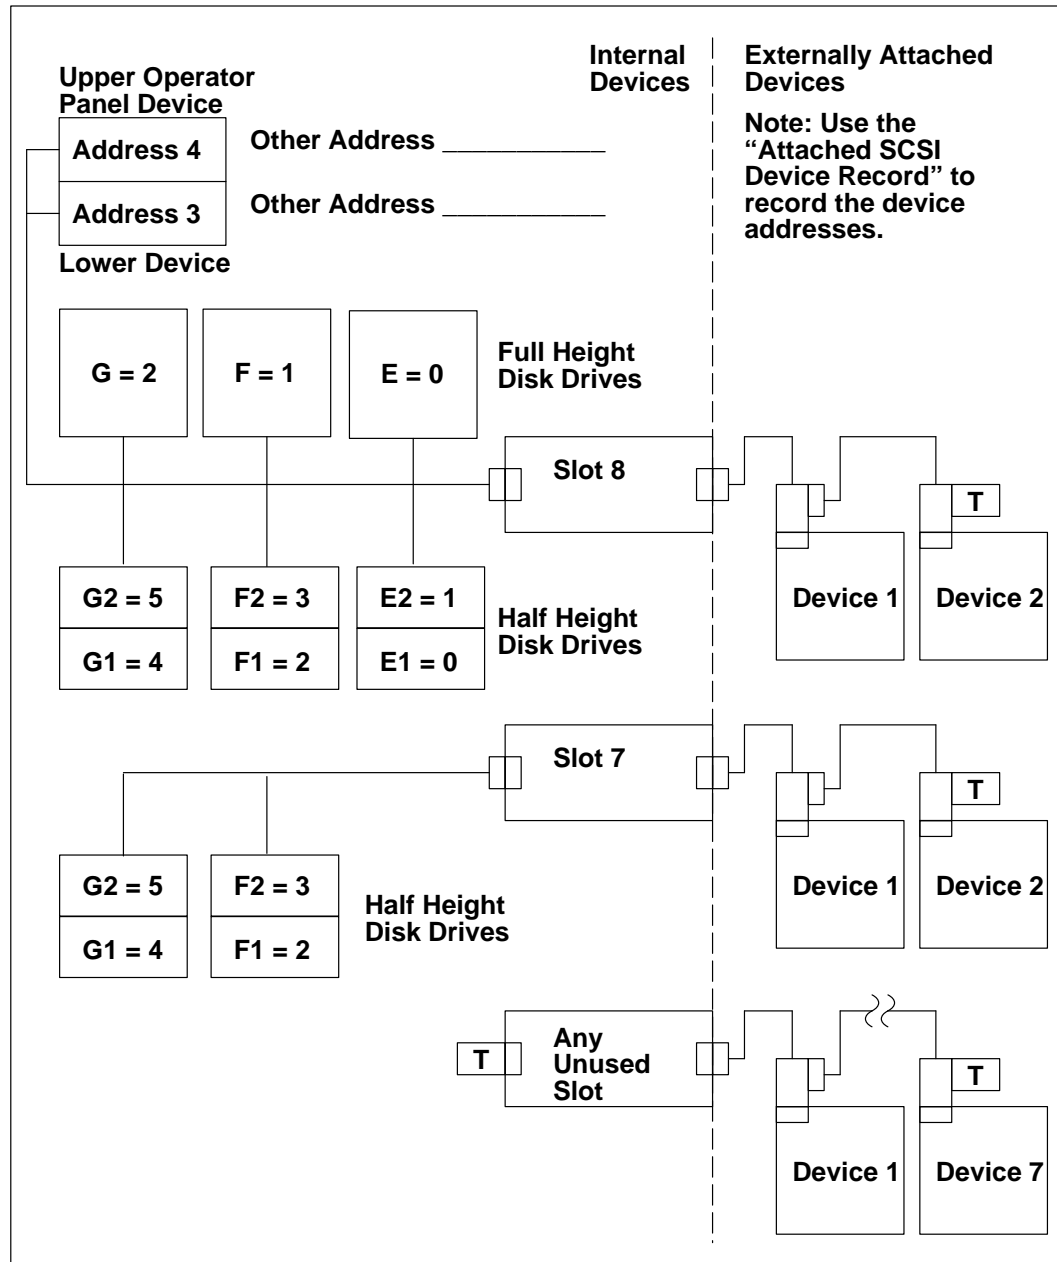 Internal
Devices
Externally Attached
Devices
Note: Use the
“Attached SCSI
Device Record” to
record the device
addresses.
Upper Operator
Panel Device
Address 4
Other Address ___________
Address 3
Other Address ___________
Lower Device
G = 2
F = 1
E = 0
Full Height
Disk Drives
Slot 8
T
Device 1
Device 2
G2 = 5
F2 = 3
E2 = 1
G1 = 4
F1 = 2
E1 = 0
Half Height
Disk Drives
Slot 7
T
Device 1
Device 2
G2 = 5
F2 = 3
G1 = 4
F1 = 2
Half Height
Disk Drives
T
Any
Unused
Slot
T
Device 1
Device 7